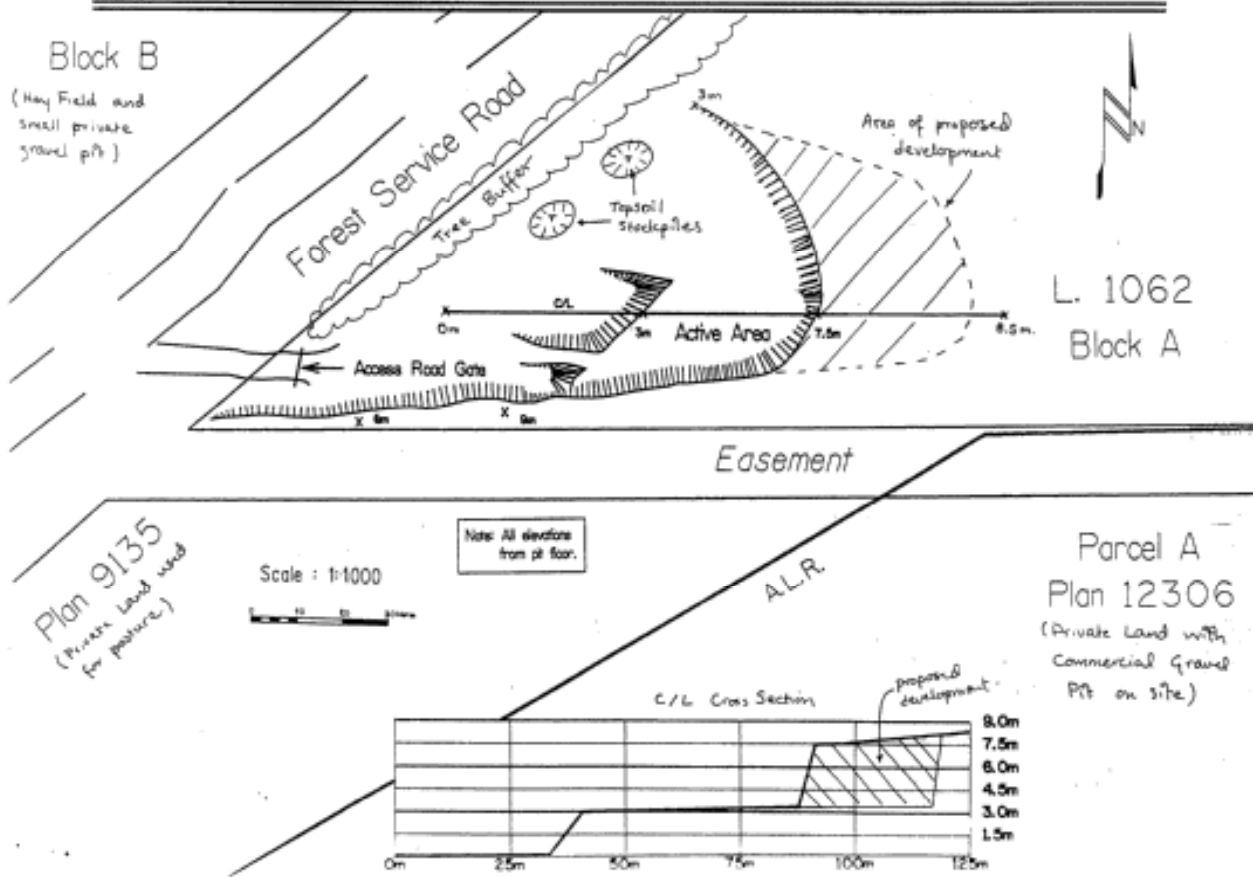 Block B
(Hay Field and
small private
gravel pit)
Forest Service Road
Tree Buffer
3m
Area of proposed
development
N
Topsoil
Stockpiles
L. 1062
Block A
C/L
0m
3m
Active Area
7.5m
8.5m.
Access Road Gate
6m
9m
Easement
Plan 9135
(Private Land used
for pasture)
Scale : 1:1000
0
Note: All elevations
from pit floor.
A.L.R.
Parcel A
Plan 12306
(Private Land with
Commercial Gravel
Pit on site)
C/L Cross Section
proposed
development.
9.0m
7.5m
6.0m
4.5m
3.0m
1.5m
0m
25m
50m
75m
100m
125m